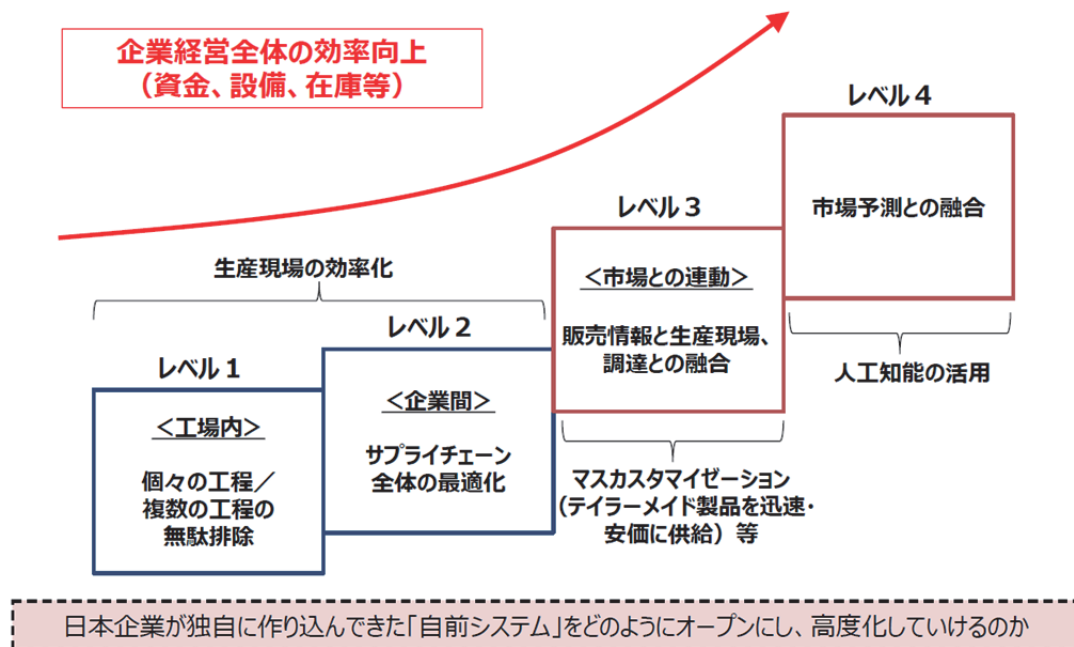 企業経営全体の効率向上
（資金、設備、在庫等）
レベル４
市場予測との融合
人工知能の活用
レベル３
＜市場との連動＞
販売情報と生産現場、
調達との融合
マスカスタマイゼーション
（テイラーメイド製品を迅速・
安価に供給）等
生産現場の効率化
レベル２
＜企業間＞
サプライチェーン
全体の最適化
レベル１
＜工場内＞
個々の工程／
複数の工程の
無駄排除
日本企業が独自に作り込んできた「自前システム」をどのようにオープンにし、高度化していけるのか